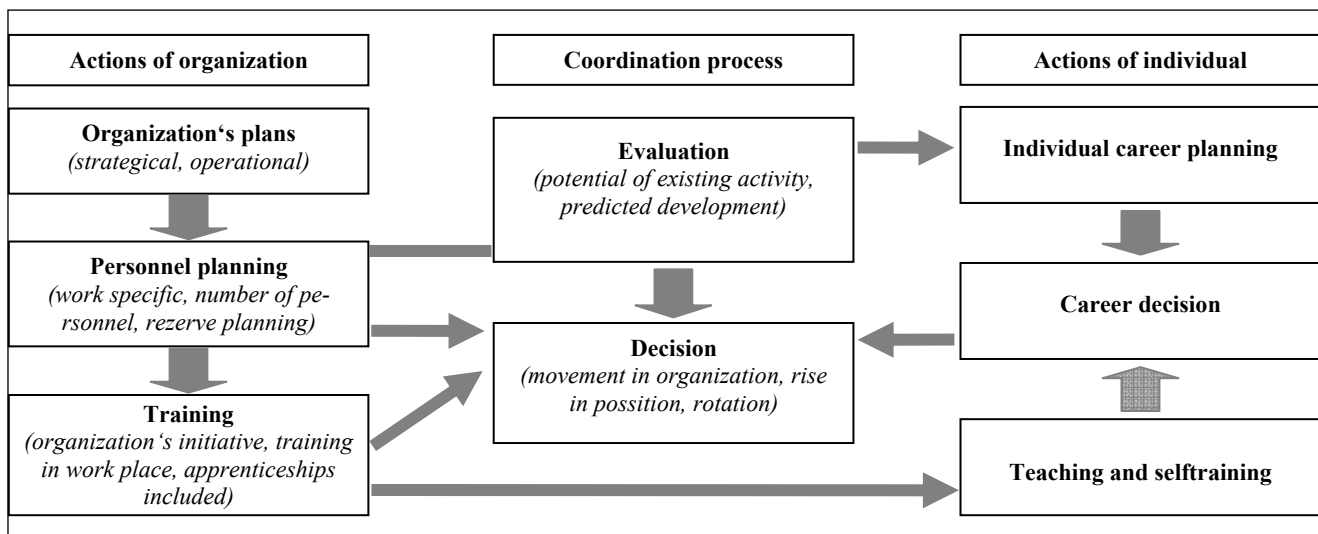 Actions of organization
Coordination process
Actions of individual
Organization‘s plans
(strategical, operational)
Evaluation
(potential of existing activity,
predicted development)
Individual career planning
Personnel planning
(work specific, number of pe-
rsonnel, rezerve planning)
Career decision
Decision
(movement in organization, rise
in possition, rotation)
Training
(organization‘s initiative, training
in work place, apprenticeships
included)
Teaching and selftraining